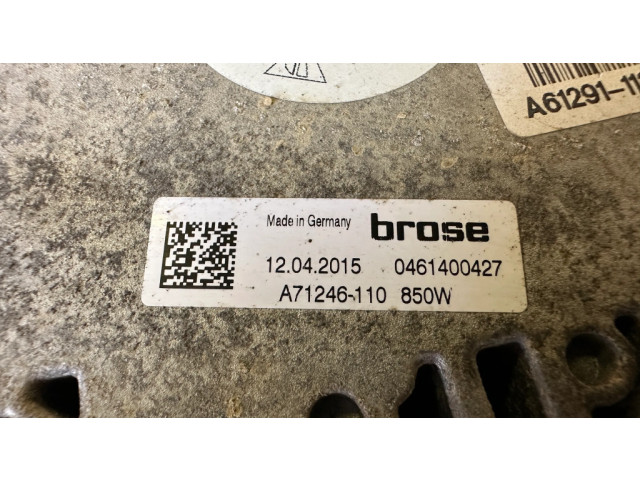 A61291-11
Made in Germany brose
12.04.2015 0461400427
A71246-110 850W